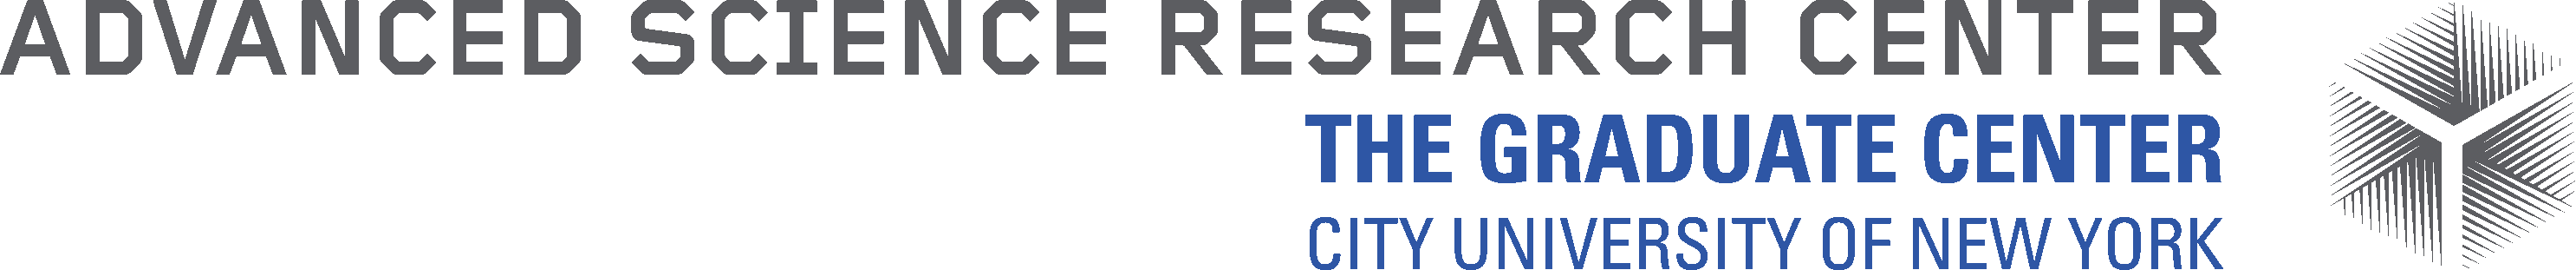 ADVANCED SCIENCE RESEARCH CENTER
THE GRADUATE CENTER
CITY UNIVERSITY OF NEW YORK